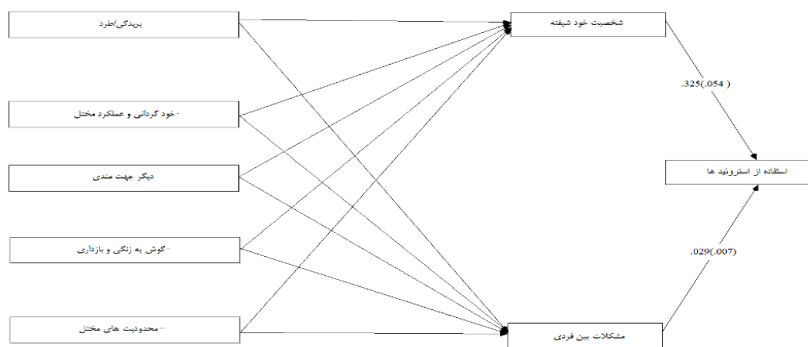 بریدگی/طرد
شخصیت خود شیفته
.325(.054 )
-خود گردانی و عملکرد مختل
دیگر جهت مندی
استفاده از استروئید ها
-گوش به زنگی و بازداری
.029(.007)
--محدودیت های مختل
مشکلات بین فردی